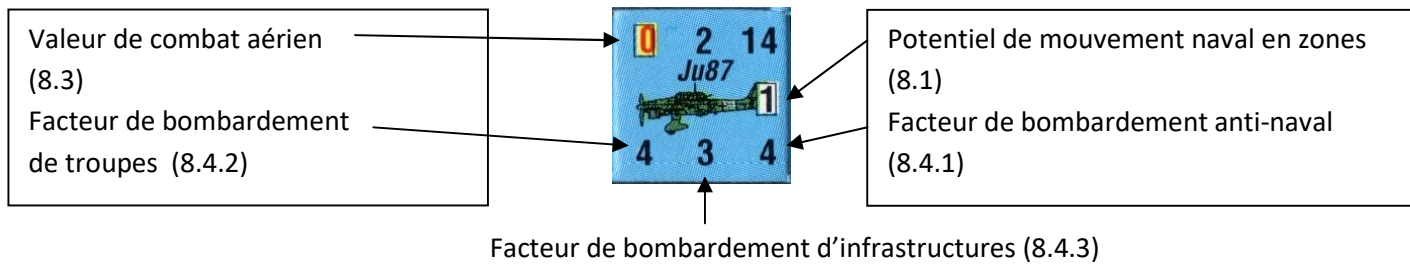 Valeur de combat aérien
(8.3)
Facteur de bombardement
de troupes (8.4.2)
0 2 14
Ju87
1
4 3 4
Potentiel de mouvement naval en zones
(8.1)
Facteur de bombardement anti-naval
(8.4.1)
Facteur de bombardement d’infrastructures (8.4.3)